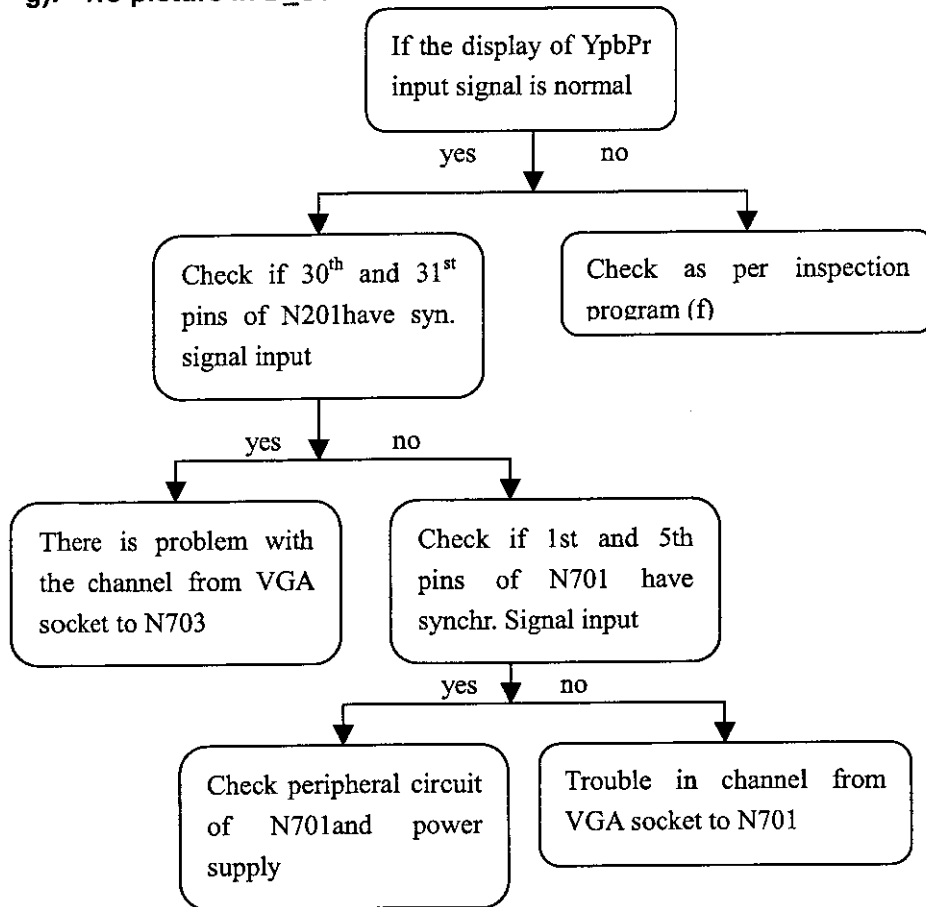 If the display of YpbPr
input signal is normal
yes no
Check if 30th and 31st
pins of N201have syn.
signal input
Check as per inspection
program (f)
yes no
There is problem with
the channel from VGA
socket to N703
Check if 1st and 5th
pins of N701 have
synchr. Signal input
yes no
Check peripheral circuit
of N701and power
supply
Trouble in channel from
VGA socket to N701